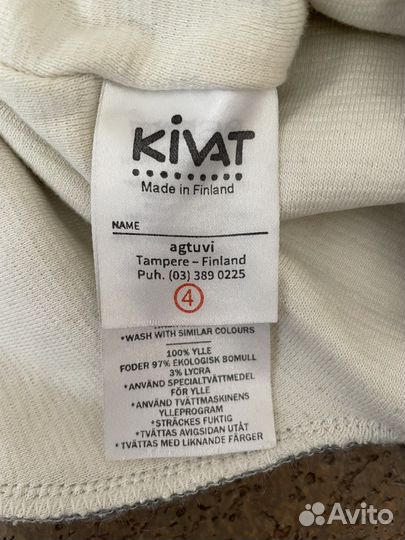 KIVAT
Made in Finland
NAME
agtuvi
Tampere – Finland
Puh. (03) 389 0225
4
*WASH WITH SIMILAR COLOURS
100% YLLE
FODER 97% EKOLOGISK BOMULL
3% LYCRA
*ANVÄND SPECIALTVÄTTMEDEL
FÖR YLLE
*ANVÄND TVÄTTMASKINENS
YLLEPROGRAM
*STRÄCKES FUKTIG
*TVÄTTAS AVIGSIDAN UTÅT
*TVÄTTAS MED LIKNANDE FÄRGER
Avito